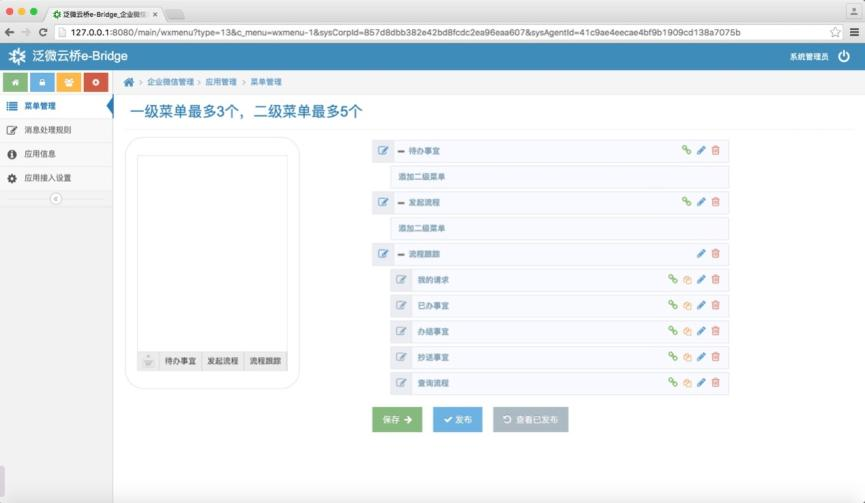 泛微云桥e-Bridge_企业微信
127.0.0.1:8080/main/wxmenu?type=13&c_menu=wxmenu-1&sysCorpId=857d8dbb382e42bd8fcdc2ea96eaa607&sysAgentId=41c9ae4eecae4bf9b1909cd138a7075b
泛微云桥e-Bridge
系统管理员
企业微信管理 > 应用管理 > 菜单管理
菜单管理
消息处理规则
应用信息
应用接入设置
一级菜单最多3个，二级菜单最多5个
待办事宜 发起流程 流程跟踪
待办事宜
添加二级菜单
发起流程
添加二级菜单
流程跟踪
我的请求
已办事宜
办结事宜
抄送事宜
查询流程
保存 发布 查看已发布